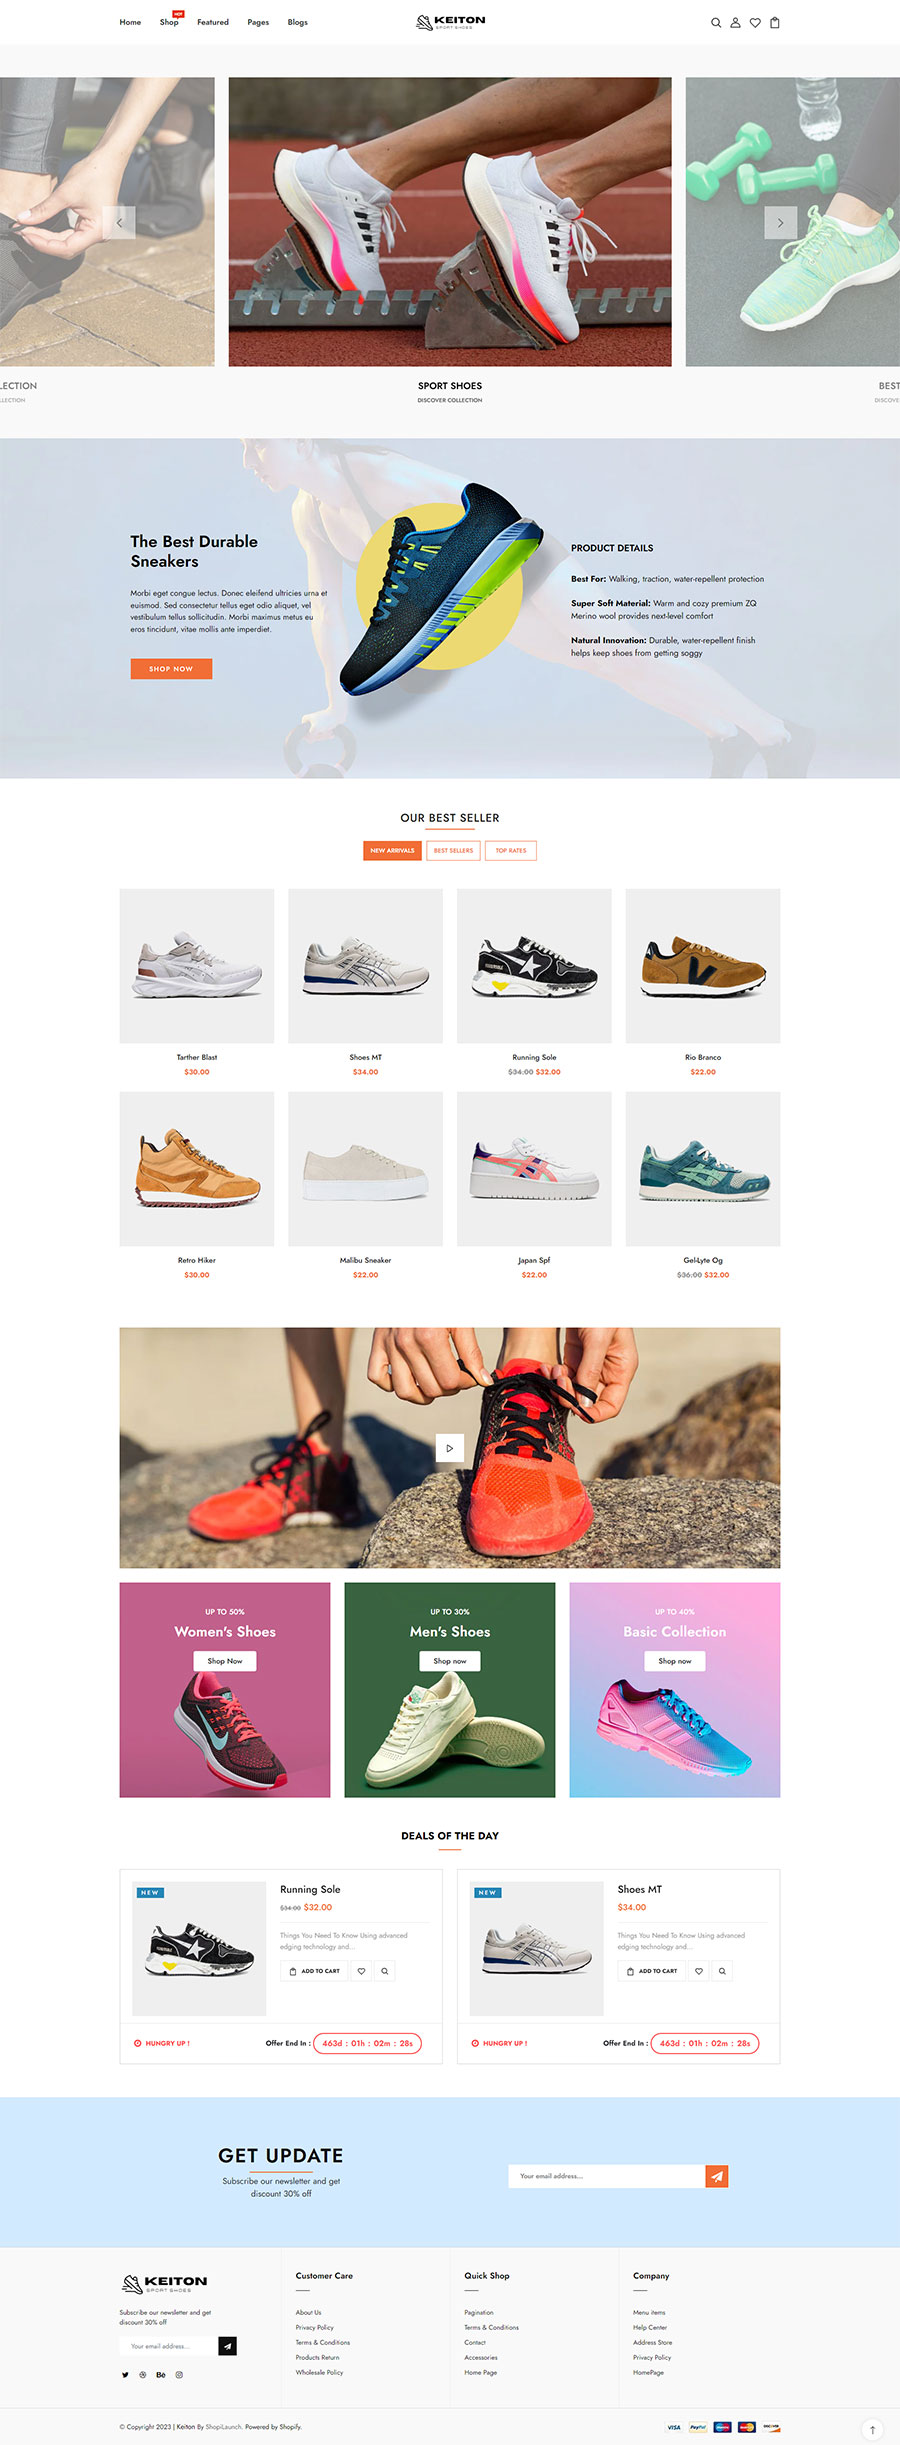 Home Shop HOT Featured Pages Blogs
KEITON
SPORT SHOES
LECTION
LLECTION
SPORT SHOES
DISCOVER COLLECTION
BEST
DISCOVE
The Best Durable
Sneakers
Morbi eget congue lectus. Donec eleifend ultricies urna et
euismod. Sed consectetur tellus eget odio aliquet, vel
vestibulum tellus sollicitudin. Morbi maximus metus eu
eros tincidunt, vitae mollis ante imperdiet.
SHOP NOW
PRODUCT DETAILS
Best For: Walking, traction, water-repellent protection
Super Soft Material: Warm and cozy premium ZQ
Merino wool provides next-level comfort
Natural Innovation: Durable, water-repellent finish
helps keep shoes from getting soggy
OUR BEST SELLER
NEW ARRIVALS BEST SELLERS TOP RATES
Tarther Blast
$30.00
Shoes MT
$34.00
Running Sole
$34.00 $32.00
Rio Branco
$22.00
Retro Hiker
$30.00
Malibu Sneaker
$22.00
Japan Spf
$22.00
Gel-Lyte Og
$36.00 $32.00
UP TO 50%
Women's Shoes
Shop Now
UP TO 30%
Men's Shoes
Shop now
UP TO 40%
Basic Collection
Shop now
DEALS OF THE DAY
NEW
Running Sole
$34.00 $32.00
Things You Need To Know Using advanced
edging technology and...
ADD TO CART
HUNGRY UP !
Offer End In : 463d : 01h : 02m : 28s
NEW
Shoes MT
$34.00
Things You Need To Know Using advanced
edging technology and...
ADD TO CART
HUNGRY UP !
Offer End In : 463d : 01h : 02m : 28s
GET UPDATE
Subscribe our newsletter and get
discount 30% off
Your email address...
KEITON
SPORT SHOES
Subscribe our newsletter and get
discount 30% off
Your email address...
Bē
Customer Care
About Us
Privacy Policy
Terms & Conditions
Products Return
Wholesale Policy
Quick Shop
Pagination
Terms & Conditions
Contact
Accessories
Home Page
Company
Menu items
Help Center
Address Store
Privacy Policy
HomePage
© Copyright 2023 | Keiton By ShopiLaunch. Powered by Shopify.
VISA PayPal
DISCOVER